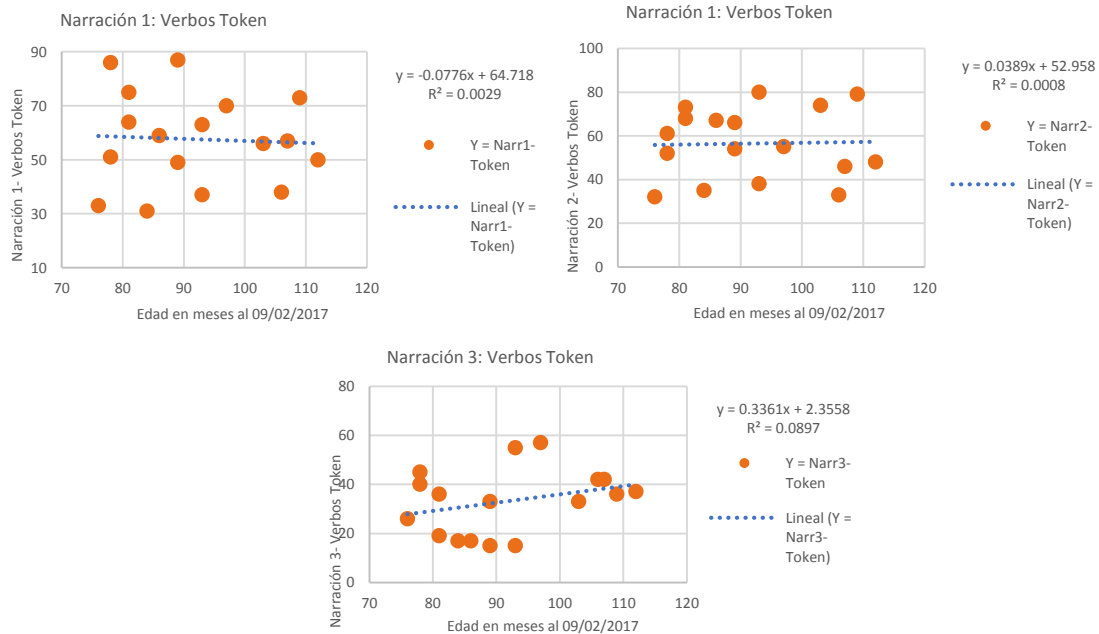 Narración 1: Verbos Token
90
70
50
30
10
70
80
90
100
110
120
Narración 1- Verbos Token
Edad en meses al 09/02/2017
y = -0.0776x + 64.718
R² = 0.0029
Y = Narr1-
Token
Lineal (Y =
Narr1-
Token)
Narración 1: Verbos Token
100
80
60
40
20
0
70
80
90
100
110
120
Narración 2- Verbos Token
Edad en meses al 09/02/2017
y = 0.0389x + 52.958
R² = 0.0008
Y = Narr2-
Token
Lineal (Y =
Narr2-
Token)
Narración 3: Verbos Token
80
60
40
20
0
70
80
90
100
110
120
Narración 3- Verbos Token
Edad en meses al 09/02/2017
y = 0.3361x + 2.3558
R² = 0.0897
Y = Narr3-
Token
Lineal (Y =
Narr3-
Token)